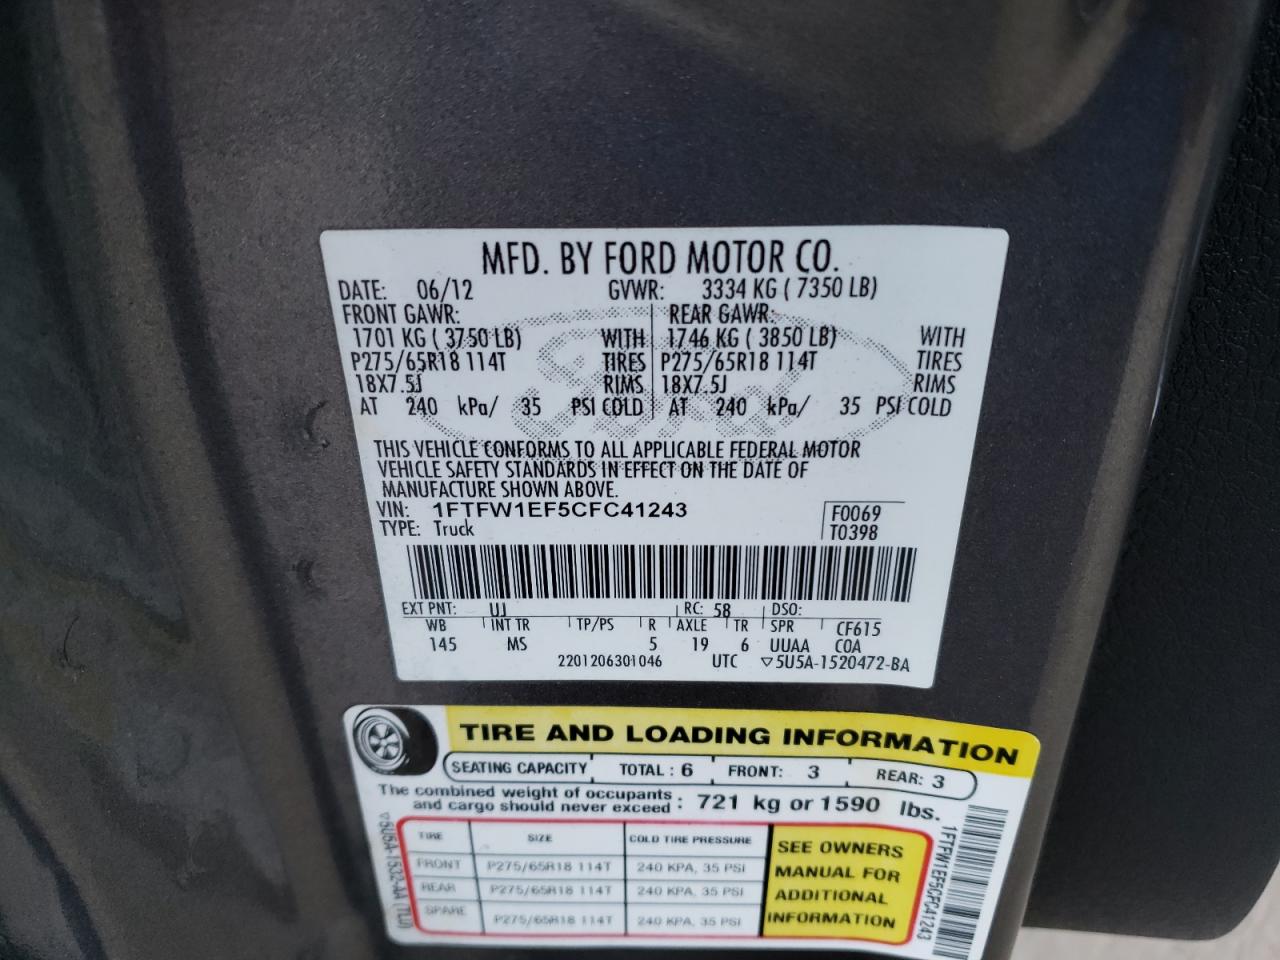 MFD. BY FORD MOTOR CO.
DATE: 06/12 GVWR: 3334 KG ( 7350 LB)
FRONT GAWR: REAR GAWR:
1701 KG ( 3750 LB) WITH 1746 KG ( 3850 LB) WITH
P275/65R18 114T TIRES P275/65R18 114T TIRES
18X7.5J RIMS 18X7.5J RIMS
AT 240 kPa/ 35 PSI COLD AT 240 kPa/ 35 PSI COLD
Ford
THIS VEHICLE CONFORMS TO ALL APPLICABLE FEDERAL MOTOR
VEHICLE SAFETY STANDARDS IN EFFECT ON THE DATE OF
MANUFACTURE SHOWN ABOVE.
VIN: 1FTFW1EF5CFC41243 F0069
TYPE: Truck T0398
EXT PNT: UJ RC: 58 DSO:
WB INT TR TP/PS R AXLE TR SPR CF615
145 MS 5 19 6 UUAA COA
2201206301046 UTC ▽5U5A-1520472-BA
TIRE AND LOADING INFORMATION
SEATING CAPACITY TOTAL : 6 FRONT: 3 REAR: 3
The combined weight of occupants
and cargo should never exceed : 721 kg or 1590 lbs.
TIRE SIZE COLD TIRE PRESSURE
FRONT P275/65R18 114T 240 KPA, 35 PSI
REAR P275/65R18 114T 240 KPA, 35 PSI
SPARE P275/65R18 114T 240 KPA, 35 PSI
SEE OWNERS
MANUAL FOR
ADDITIONAL
INFORMATION
▽5U5A-1532-AA (7LU)
1FTFW1EF5CFC41243